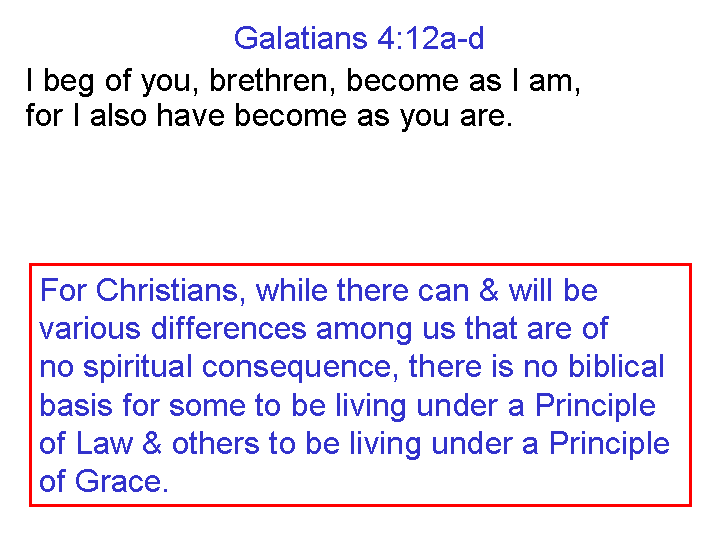 Galatians 4:12a-d
I beg of you, brethren, become as I am,
for I also have become as you are.
For Christians, while there can & will be
various differences among us that are of
no spiritual consequence, there is no biblical
basis for some to be living under a Principle
of Law & others to be living under a Principle
of Grace.